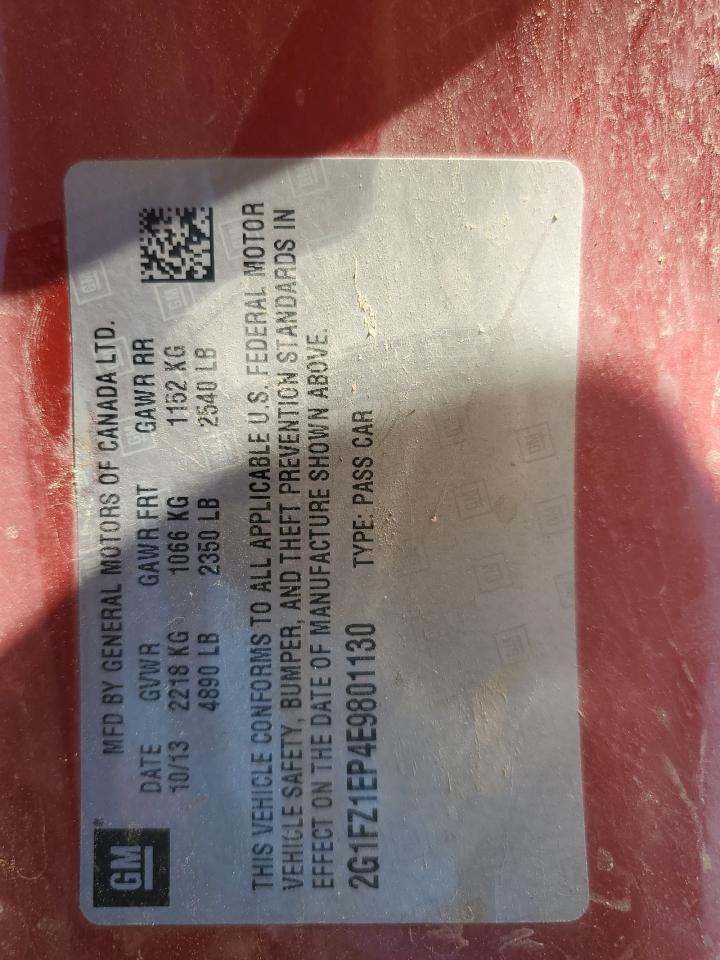 GM
MFD BY GENERAL MOTORS OF CANADA LTD.
DATE GVWR GAWR FRT GAWR RR
10/13 2218 KG 1066 KG 1152 KG
4890 LB 2350 LB 2540 LB
THIS VEHICLE CONFORMS TO ALL APPLICABLE U.S. FEDERAL MOTOR
VEHICLE SAFETY, BUMPER, AND THEFT PREVENTION STANDARDS IN
EFFECT ON THE DATE OF MANUFACTURE SHOWN ABOVE.
2G1FZ1EP4E9801130 TYPE: PASS CAR